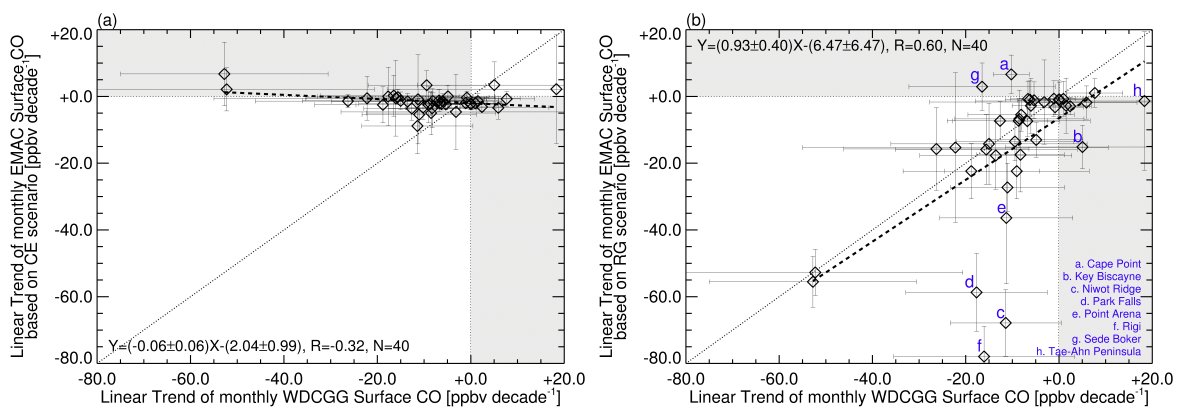 (a)
Linear Trend of monthly EMAC Surface CO
based on CE scenario [ppbv decade⁻¹]
+20.0
+0.0
-20.0
-40.0
-60.0
-80.0
Y=(-0.06±0.06)X-(2.04±0.99), R=-0.32, N=40
-80.0 -60.0 -40.0 -20.0 +0.0 +20.0
Linear Trend of monthly WDCGG Surface CO [ppbv decade⁻¹]
(b)
Linear Trend of monthly EMAC Surface CO
based on RG scenario [ppbv decade⁻¹]
+20.0
+0.0
-20.0
-40.0
-60.0
-80.0
Y=(0.93±0.40)X-(6.47±6.47), R=0.60, N=40
a
g
h
b
e
d
c
f
a. Cape Point
b. Key Biscayne
c. Niwot Ridge
d. Park Falls
e. Point Arena
f. Rigi
g. Sede Boker
h. Tae-Ahn Peninsula
-80.0 -60.0 -40.0 -20.0 +0.0 +20.0
Linear Trend of monthly WDCGG Surface CO [ppbv decade⁻¹]